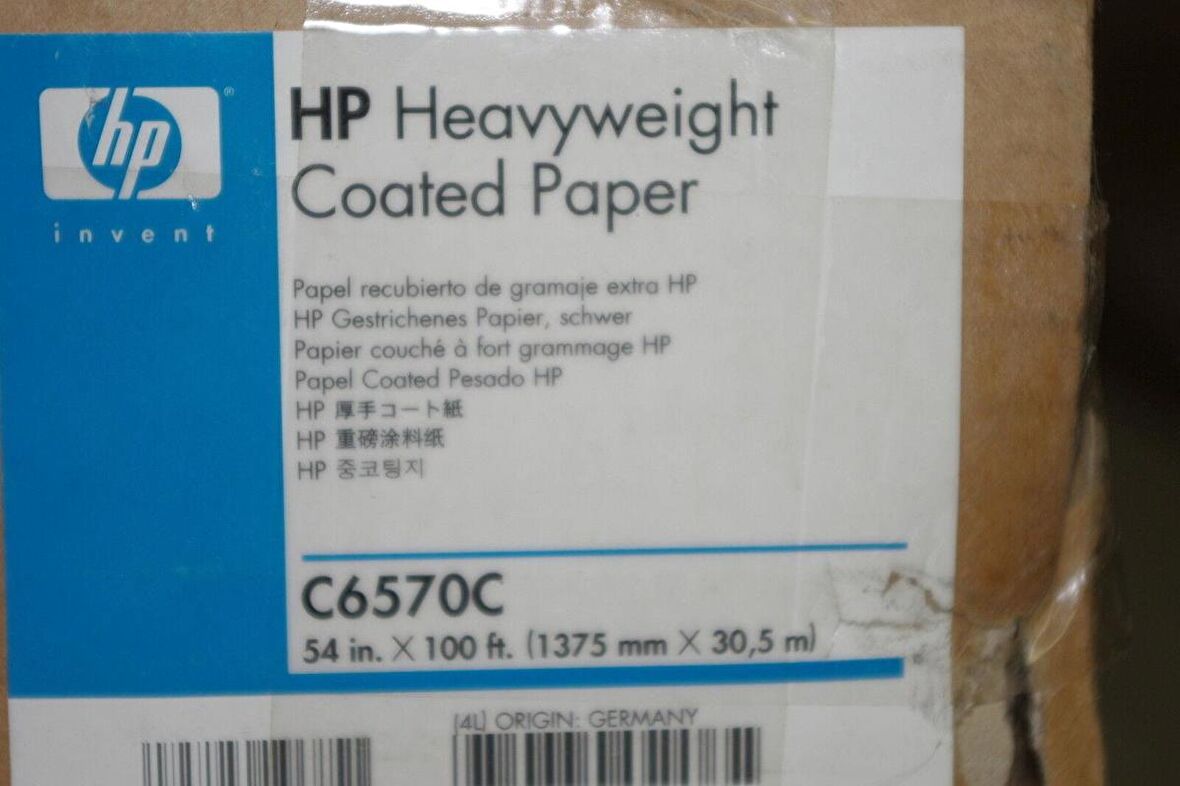 hp
®
invent
HP Heavyweight
Coated Paper
Papel recubierto de gramaje extra HP
HP Gestrichenes Papier, schwer
Papier couché à fort grammage HP
Papel Coated Pesado HP
HP 厚手コート紙
HP 重磅涂料纸
HP 중코팅지
C6570C
54 in. X 100 ft. (1375 mm X 30,5 m)
(4L) ORIGIN: GERMANY